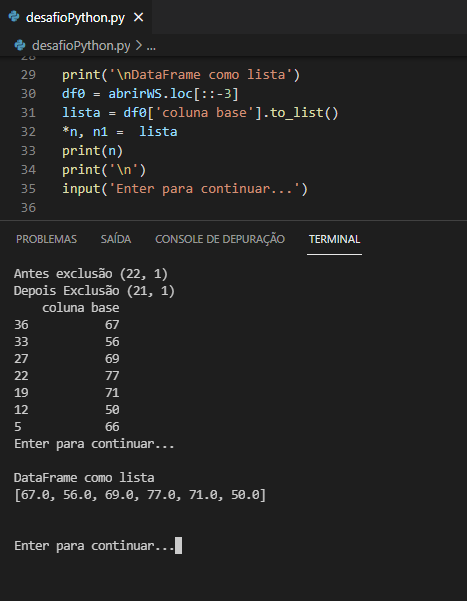 desafioPython.py ×
desafioPython.py > ...
28
29 print('\nDataFrame como lista')
30 df0 = abrirWS.loc[::-3]
31 lista = df0['coluna base'].to_list()
32 *n, n1 =  lista
33 print(n)
34 print('\n')
35 input('Enter para continuar...')
36
PROBLEMAS SAÍDA CONSOLE DE DEPURAÇÃO TERMINAL
Antes exclusão (22, 1)
Depois Exclusão (21, 1)
    coluna base
36           67
33           56
27           69
22           77
19           71
12           50
5            66
Enter para continuar...
DataFrame como lista
[67.0, 56.0, 69.0, 77.0, 71.0, 50.0]
Enter para continuar...